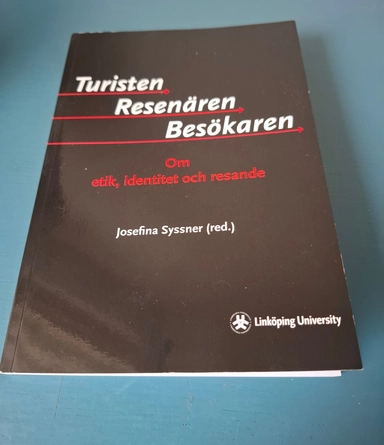 Turisten
Resenären
Besökaren
Om
etik, identitet och resande
Josefina Syssner (red.)
Linköping University